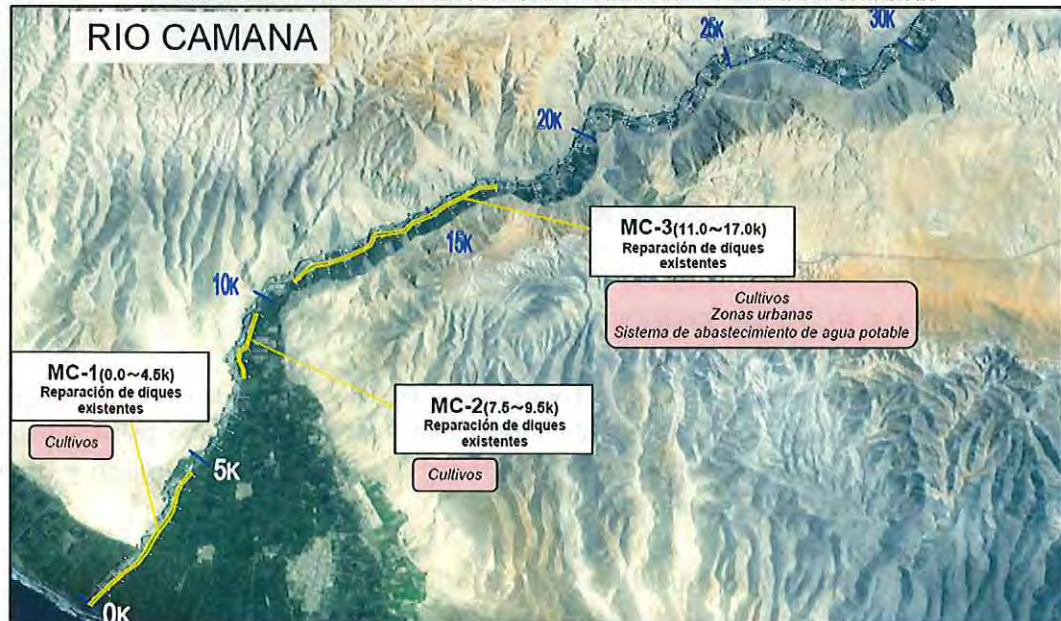 RIO CAMANA
30K
25K
20K
MC-3(11.0~17.0k)
Reparación de diques
existentes
15K
Cultivos
Zonas urbanas
Sistema de abastecimiento de agua potable
10K
MC-1(0.0~4.5k)
Reparación de diques
existentes
Cultivos
MC-2(7.5~9.5k)
Reparación de diques
existentes
Cultivos
5K
0K